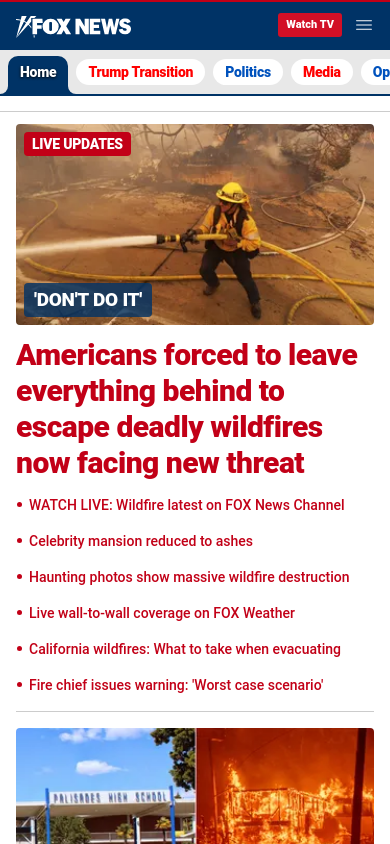 FOX NEWS
Watch TV
Home
Trump Transition
Politics
Media
Op
LIVE UPDATES
'DON'T DO IT'
Americans forced to leave
everything behind to
escape deadly wildfires
now facing new threat
• WATCH LIVE: Wildfire latest on FOX News Channel
• Celebrity mansion reduced to ashes
• Haunting photos show massive wildfire destruction
• Live wall-to-wall coverage on FOX Weather
• California wildfires: What to take when evacuating
• Fire chief issues warning: 'Worst case scenario'
PALISADES HIGH SCHOOL